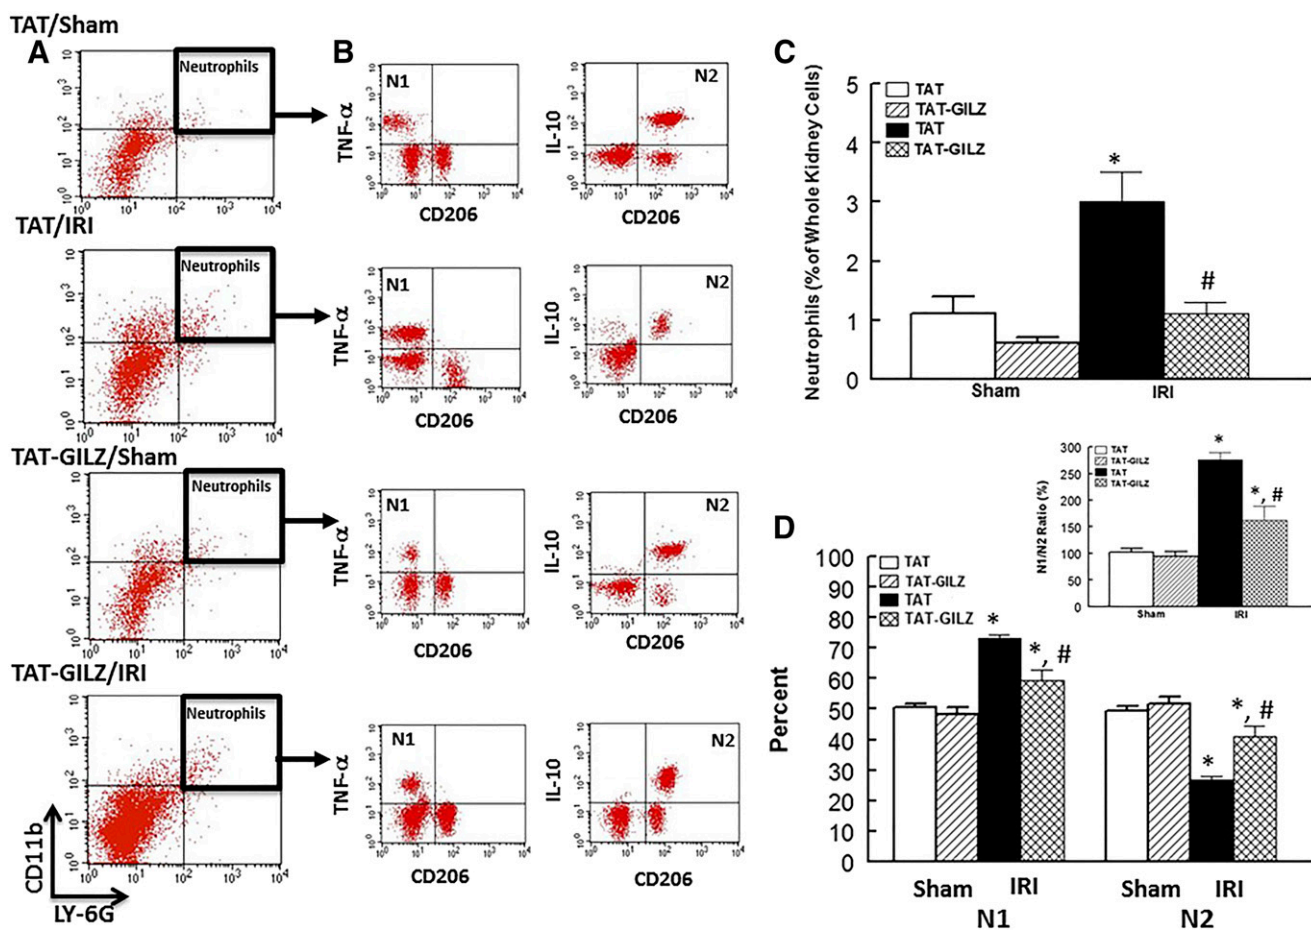 TAT/Sham
A
Neutrophils
10⁰ 10¹ 10² 10³ 10⁴
B
N1
TNF-α
CD206
N2
IL-10
CD206
TAT/IRI
Neutrophils
N1
TNF-α
CD206
N2
IL-10
CD206
TAT-GILZ/Sham
Neutrophils
N1
TNF-α
CD206
N2
IL-10
CD206
TAT-GILZ/IRI
Neutrophils
N1
TNF-α
CD206
N2
IL-10
CD206
CD11b
LY-6G
C
Neutrophils (%of Whole Kidney Cells)
5
4
3
2
1
0
TAT
TAT-GILZ
TAT
TAT-GILZ
*
#
Sham IRI
D
Percent
100
90
80
70
60
50
40
30
20
10
0
TAT
TAT-GILZ
TAT
TAT-GILZ
*
*, #
*
*, #
Sham IRI Sham IRI
N1 N2
N1/N2 Ratio (%)
300
250
200
150
100
50
0
TAT
TAT-GILZ
TAT
TAT-GILZ
*
*, #
Sham IRI